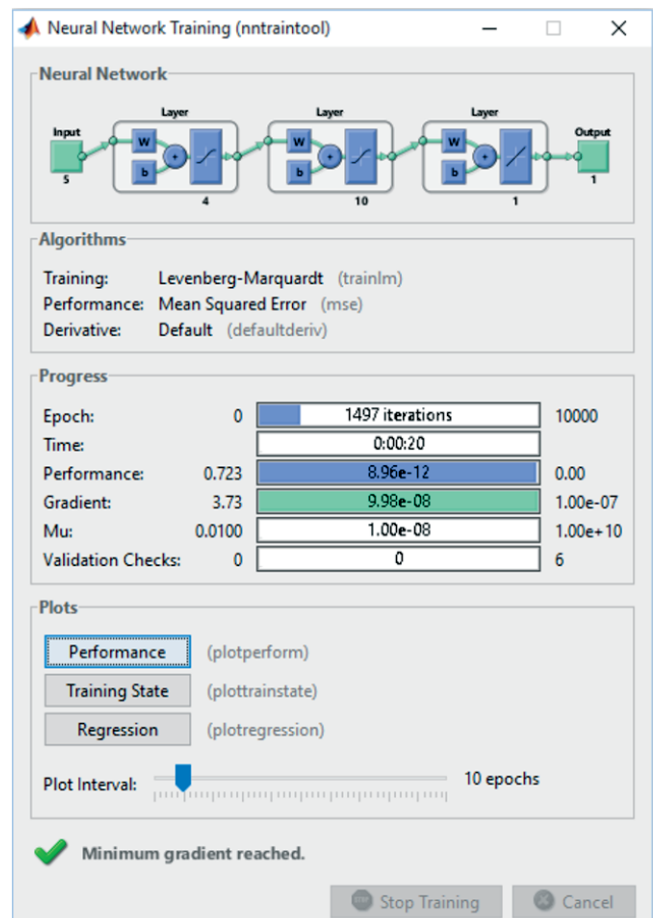 Neural Network Training (nntraintool)
Neural Network
Layer Layer Layer
Input Output
W W W
+ + +
b b b
5 4 10 1 1
Algorithms
Training: Levenberg-Marquardt (trainlm)
Performance: Mean Squared Error (mse)
Derivative: Default (defaultderiv)
Progress
Epoch: 0 1497 iterations 10000
Time: 0:00:20
Performance: 0.723 8.96e-12 0.00
Gradient: 3.73 9.98e-08 1.00e-07
Mu: 0.0100 1.00e-08 1.00e+10
Validation Checks: 0 0 6
Plots
Performance (plotperform)
Training State (plottrainstate)
Regression (plotregression)
Plot Interval: 10 epochs
Minimum gradient reached.
Stop Training Cancel